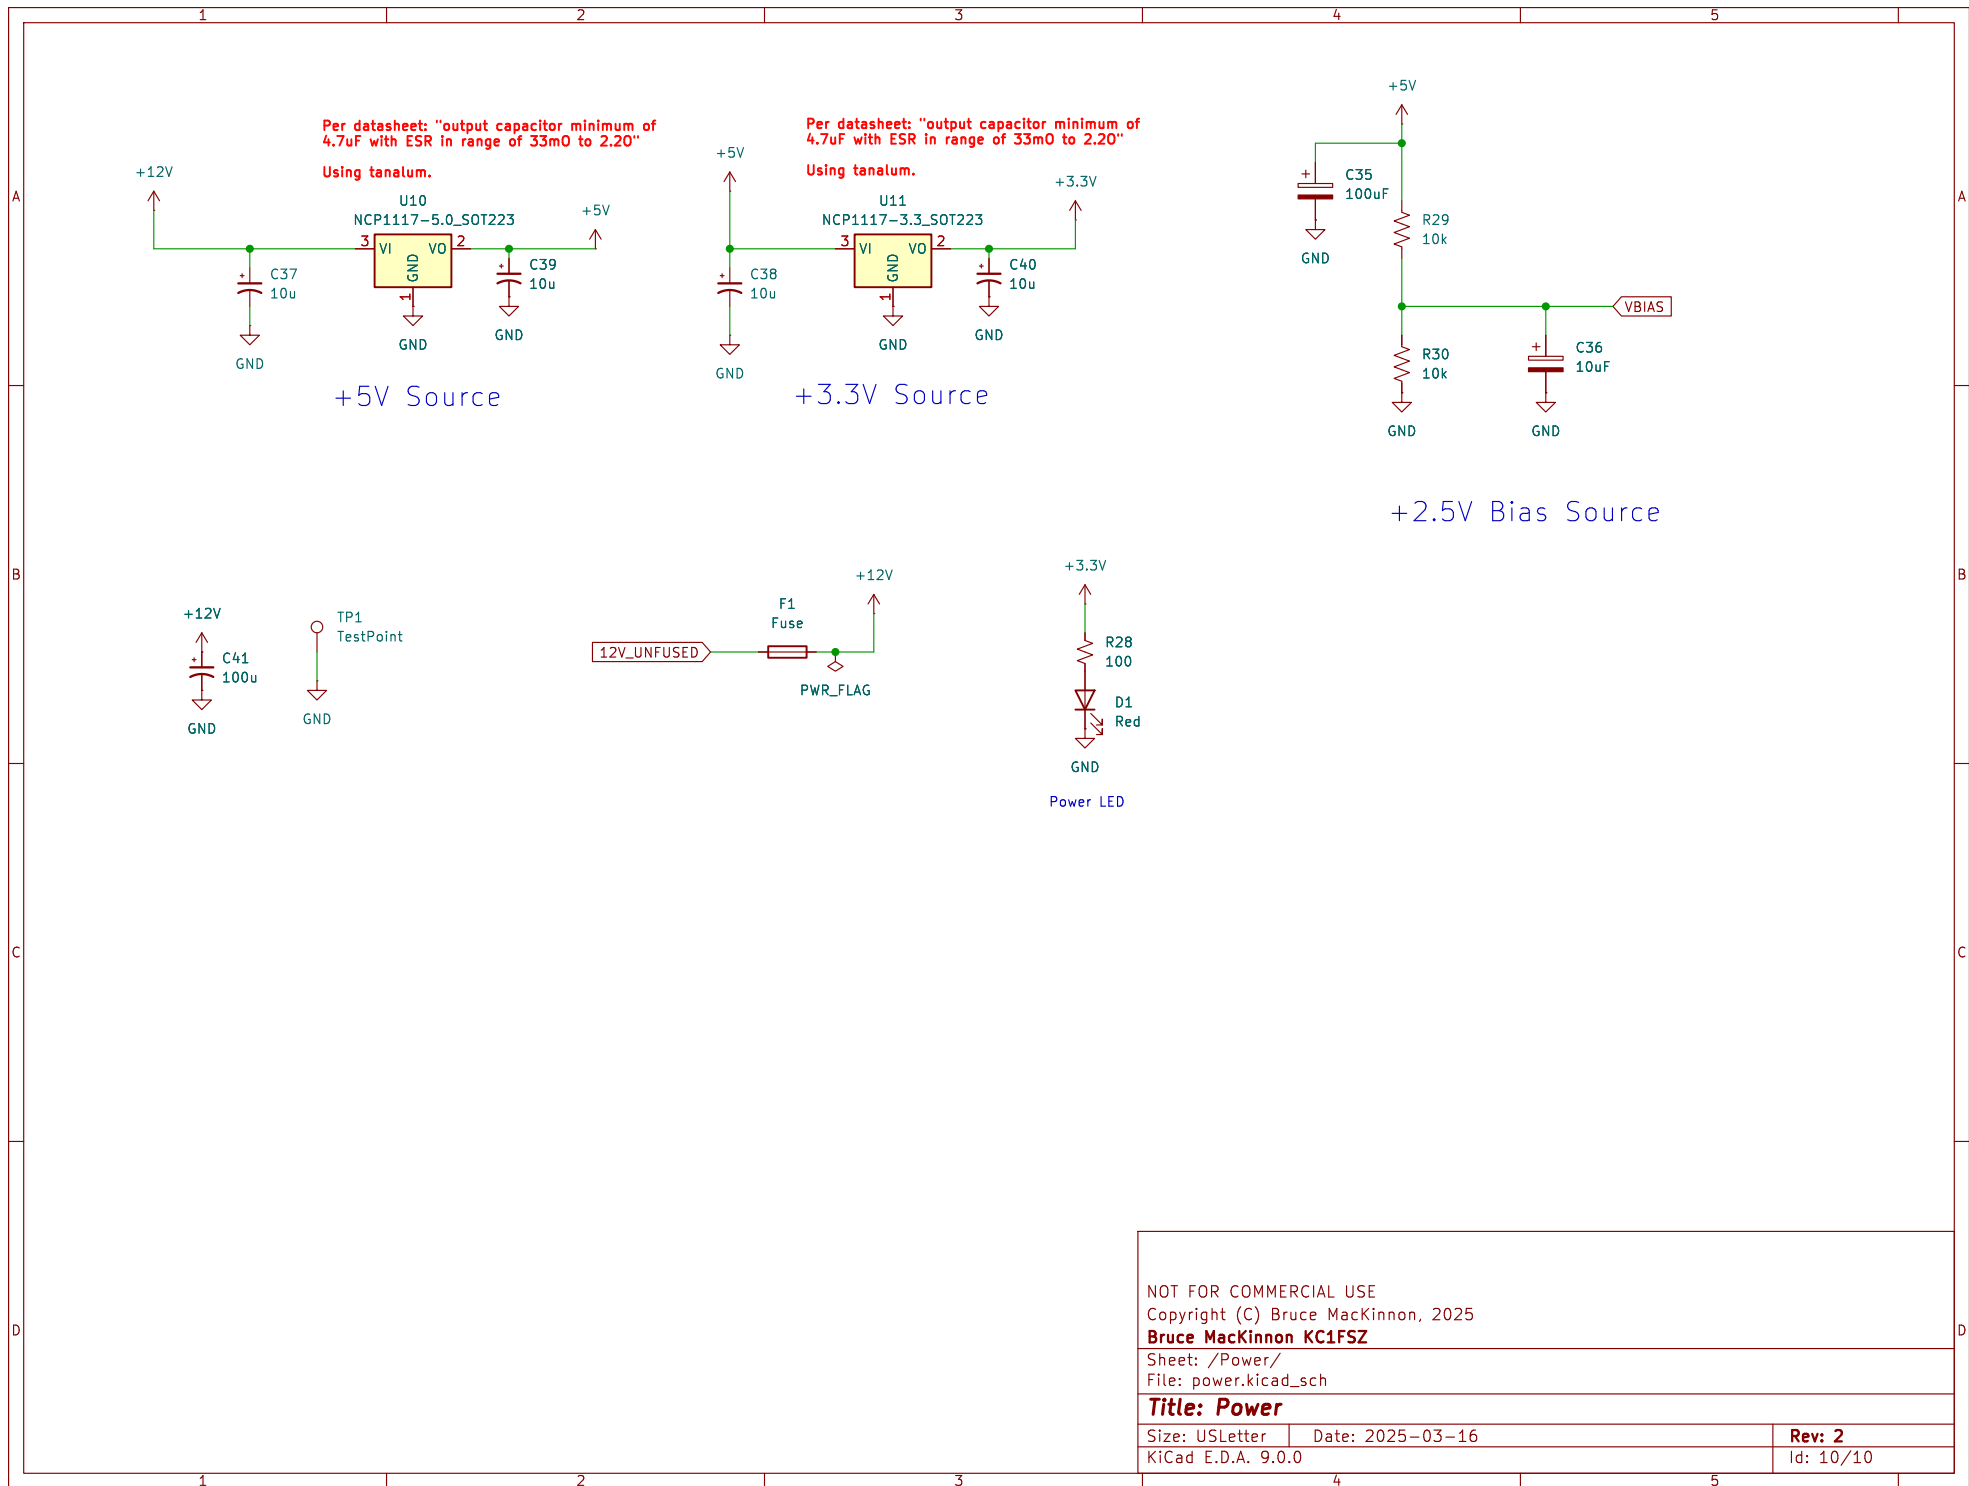 1 2 3 4 5
A A
B B
C C
D D
Per datasheet: "output capacitor minimum of
4.7uF with ESR in range of 33mO to 2.2O"
Using tanalum.
+12V
U10
NCP1117-5.0_SOT223
+5V
3 VI VO 2
GND
1
C37
10u
C39
10u
GND
GND
GND
+5V Source
Per datasheet: "output capacitor minimum of
4.7uF with ESR in range of 33mO to 2.2O"
Using tanalum.
+5V
+3.3V
U11
NCP1117-3.3_SOT223
3 VI VO 2
GND
1
C38
10u
C40
10u
GND
GND
GND
+3.3V Source
+5V
+
C35
100uF
GND
R29
10k
VBIAS
R30
10k
+
C36
10uF
GND
GND
+2.5V Bias Source
+12V
+
C41
100u
GND
TP1
TestPoint
GND
12V_UNFUSED
F1
Fuse
+12V
PWR_FLAG
+3.3V
R28
100
D1
Red
GND
Power LED
NOT FOR COMMERCIAL USE
Copyright (C) Bruce MacKinnon, 2025
Bruce MacKinnon KC1FSZ
Sheet: /Power/
File: power.kicad_sch
Title: Power
Size: USLetter Date: 2025-03-16 Rev: 2
KiCad E.D.A. 9.0.0 Id: 10/10
1 2 3 4 5